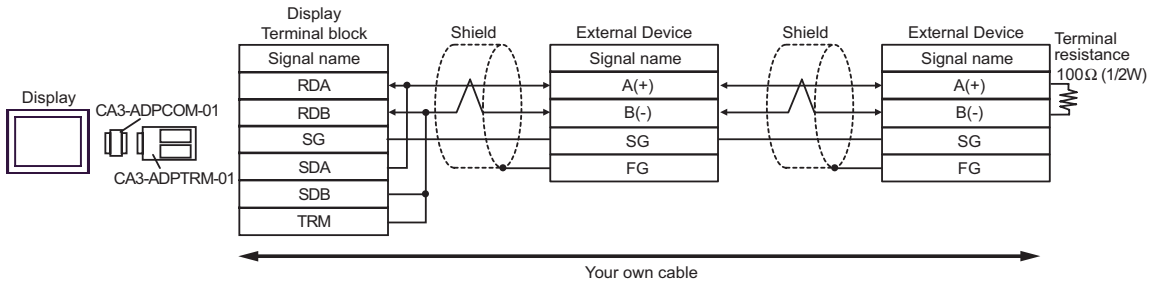 Display
CA3-ADPCOM-01
CA3-ADPTRM-01
Display
Terminal block
Signal name
RDA
RDB
SG
SDA
SDB
TRM
Shield
External Device
Signal name
A(+)
B(-)
SG
FG
Shield
External Device
Signal name
A(+)
B(-)
SG
FG
Terminal
resistance
100Ω (1/2W)
Your own cable